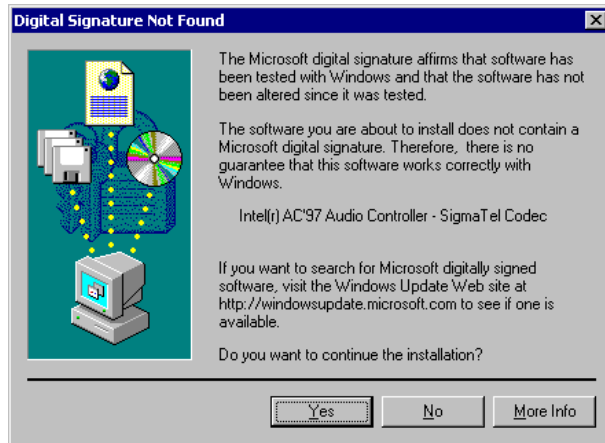 Digital Signature Not Found
The Microsoft digital signature affirms that software has
been tested with Windows and that the software has not
been altered since it was tested.
The software you are about to install does not contain a
Microsoft digital signature. Therefore, there is no
guarantee that this software works correctly with
Windows.
Intel(r) AC'97 Audio Controller - SigmaTel Codec
If you want to search for Microsoft digitally signed
software, visit the Windows Update Web site at
http://windowsupdate.microsoft.com to see if one is
available.
Do you want to continue the installation?
Yes No More Info